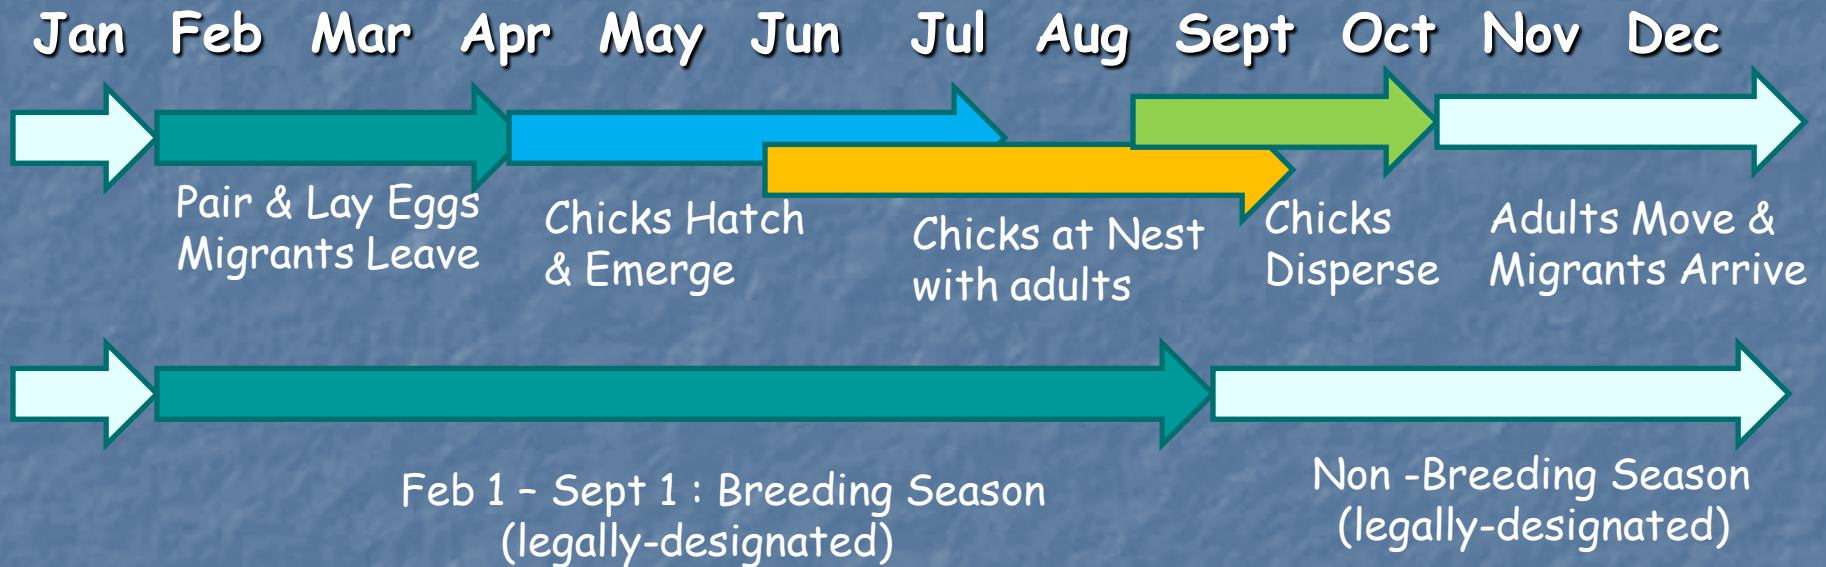 Jan Feb Mar Apr May Jun Jul Aug Sept Oct Nov Dec
Pair & Lay Eggs
Migrants Leave
Chicks Hatch
& Emerge
Chicks at Nest
with adults
Chicks
Disperse
Adults Move &
Migrants Arrive
Feb 1 – Sept 1 : Breeding Season
(legally-designated)
Non -Breeding Season
(legally-designated)